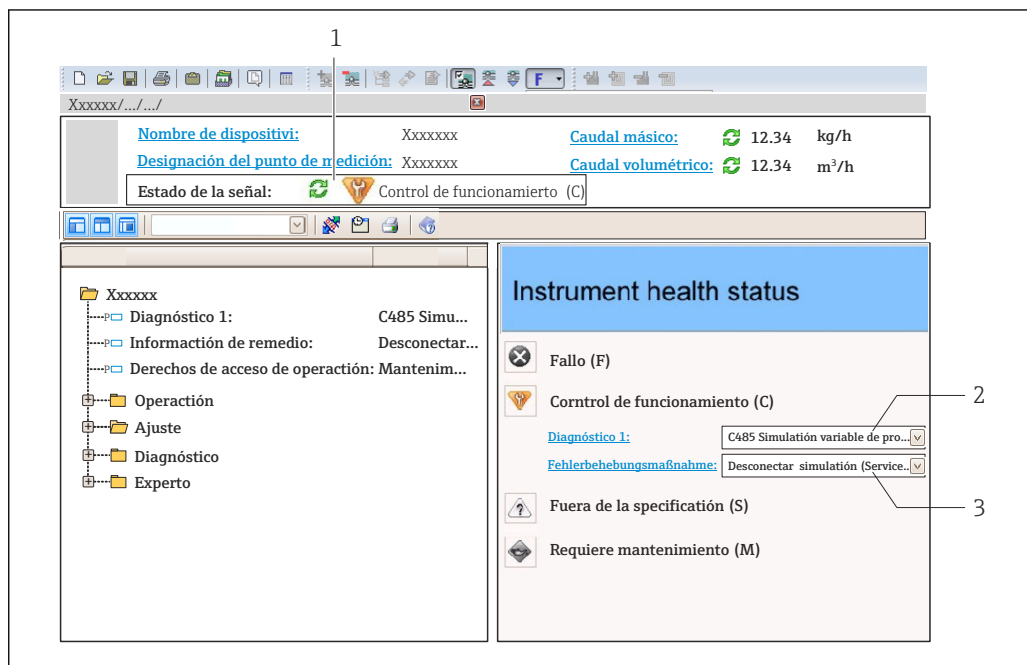 1
F
Xxxxxx/.../.../
Nombre de dispositivi: Xxxxxxx Caudal másico: 12.34 kg/h
Designación del punto de medición: Xxxxxxx Caudal volumétrico: 12.34 m³/h
Estado de la señal: Control de funcionamierto (C)
Xxxxxx
P Diagnóstico 1: C485 Simu...
P Informactión de remedio: Desconectar...
P Derechos de acceso de operactión: Mantenim...
Operactión
Ajuste
Diagnóstico
Experto
Instrument health status
Fallo (F)
Corntrol de funcionamiento (C)
2
Diagnóstico 1: C485 Simulatión variable de pro...
Fehlerbehebungsmaßnahme: Desconectar simulatión (Service..
3
Fuera de la specificatión (S)
Requiere mantenimiento (M)